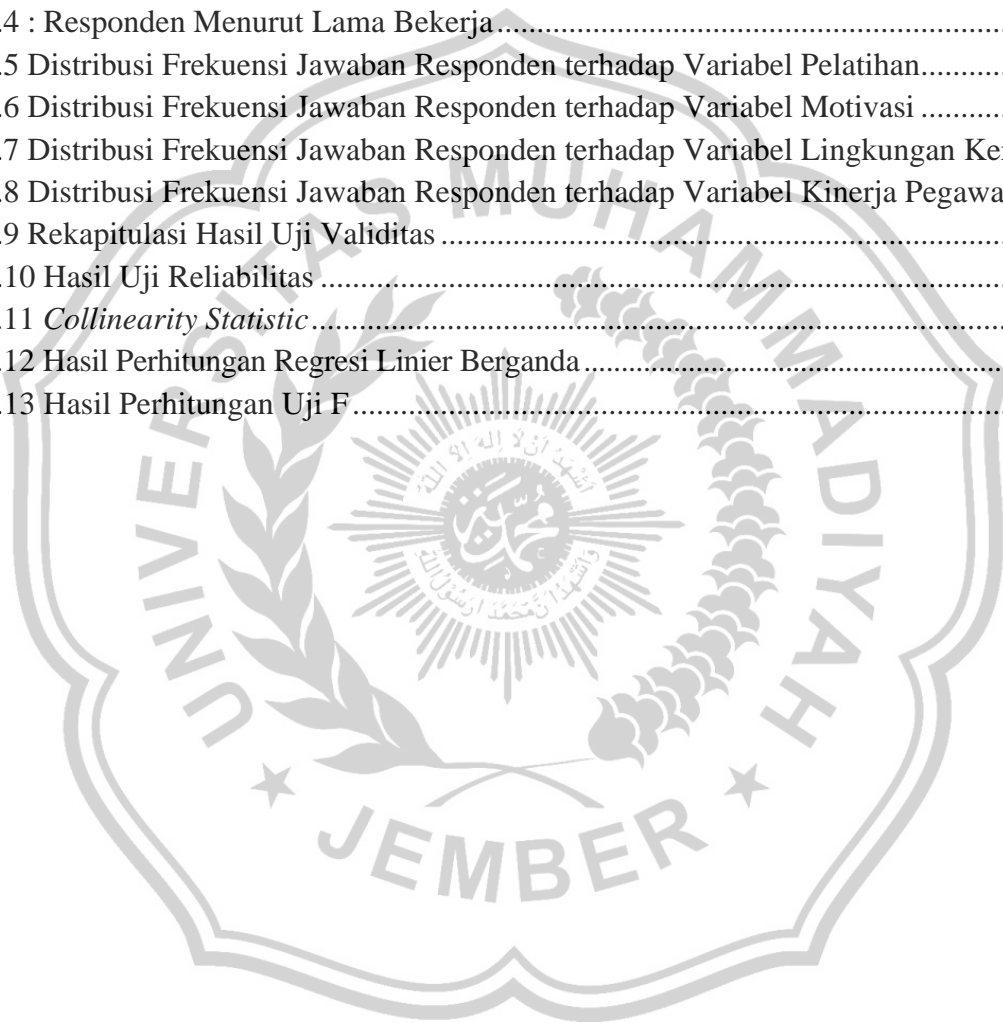 .4 : Responden Menurut Lama Bekerja................................................................................
.5 Distribusi Frekuensi Jawaban Responden terhadap Variabel Pelatihan.............
.6 Distribusi Frekuensi Jawaban Responden terhadap Variabel Motivasi.............
.7 Distribusi Frekuensi Jawaban Responden terhadap Variabel Lingkungan
.8 Distribusi Frekuensi Jawaban Responden terhadap Variabel Kinerja
.9 Rekapitulasi Hasil Uji Validitas................................................................................
.10 Hasil Uji Reliabilitas................................................................................
.11 Collinearity Statistic................................................................................
.12 Hasil Perhitungan Regresi Linier Berganda............................................................
.13 Hasil Perhitungan Uji F................................................................................
UNIVERSITAS MUHAMMADIYAH
JEMBER